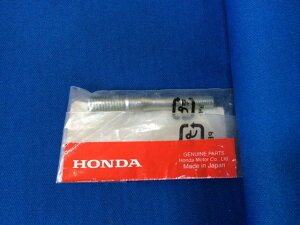 HONDA
GENUINE PARTS
Honda Motor Co., Ltd.
Made in Japan